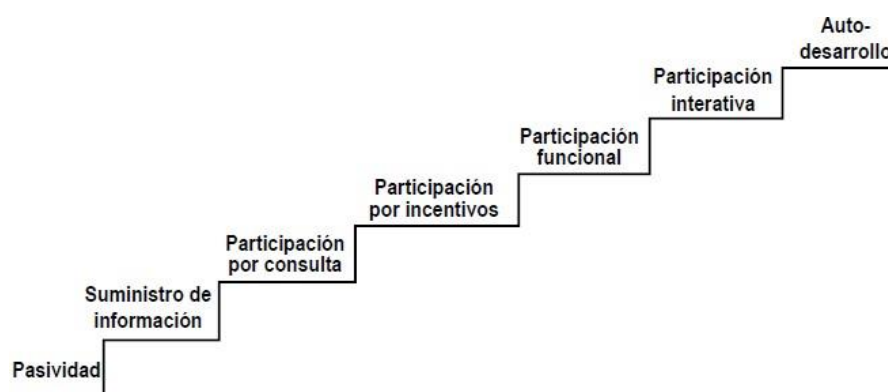 Auto-
desarrollo
Participación
interativa
Participación
funcional
Participación
por incentivos
Participación
por consulta
Suministro de
información
Pasividad